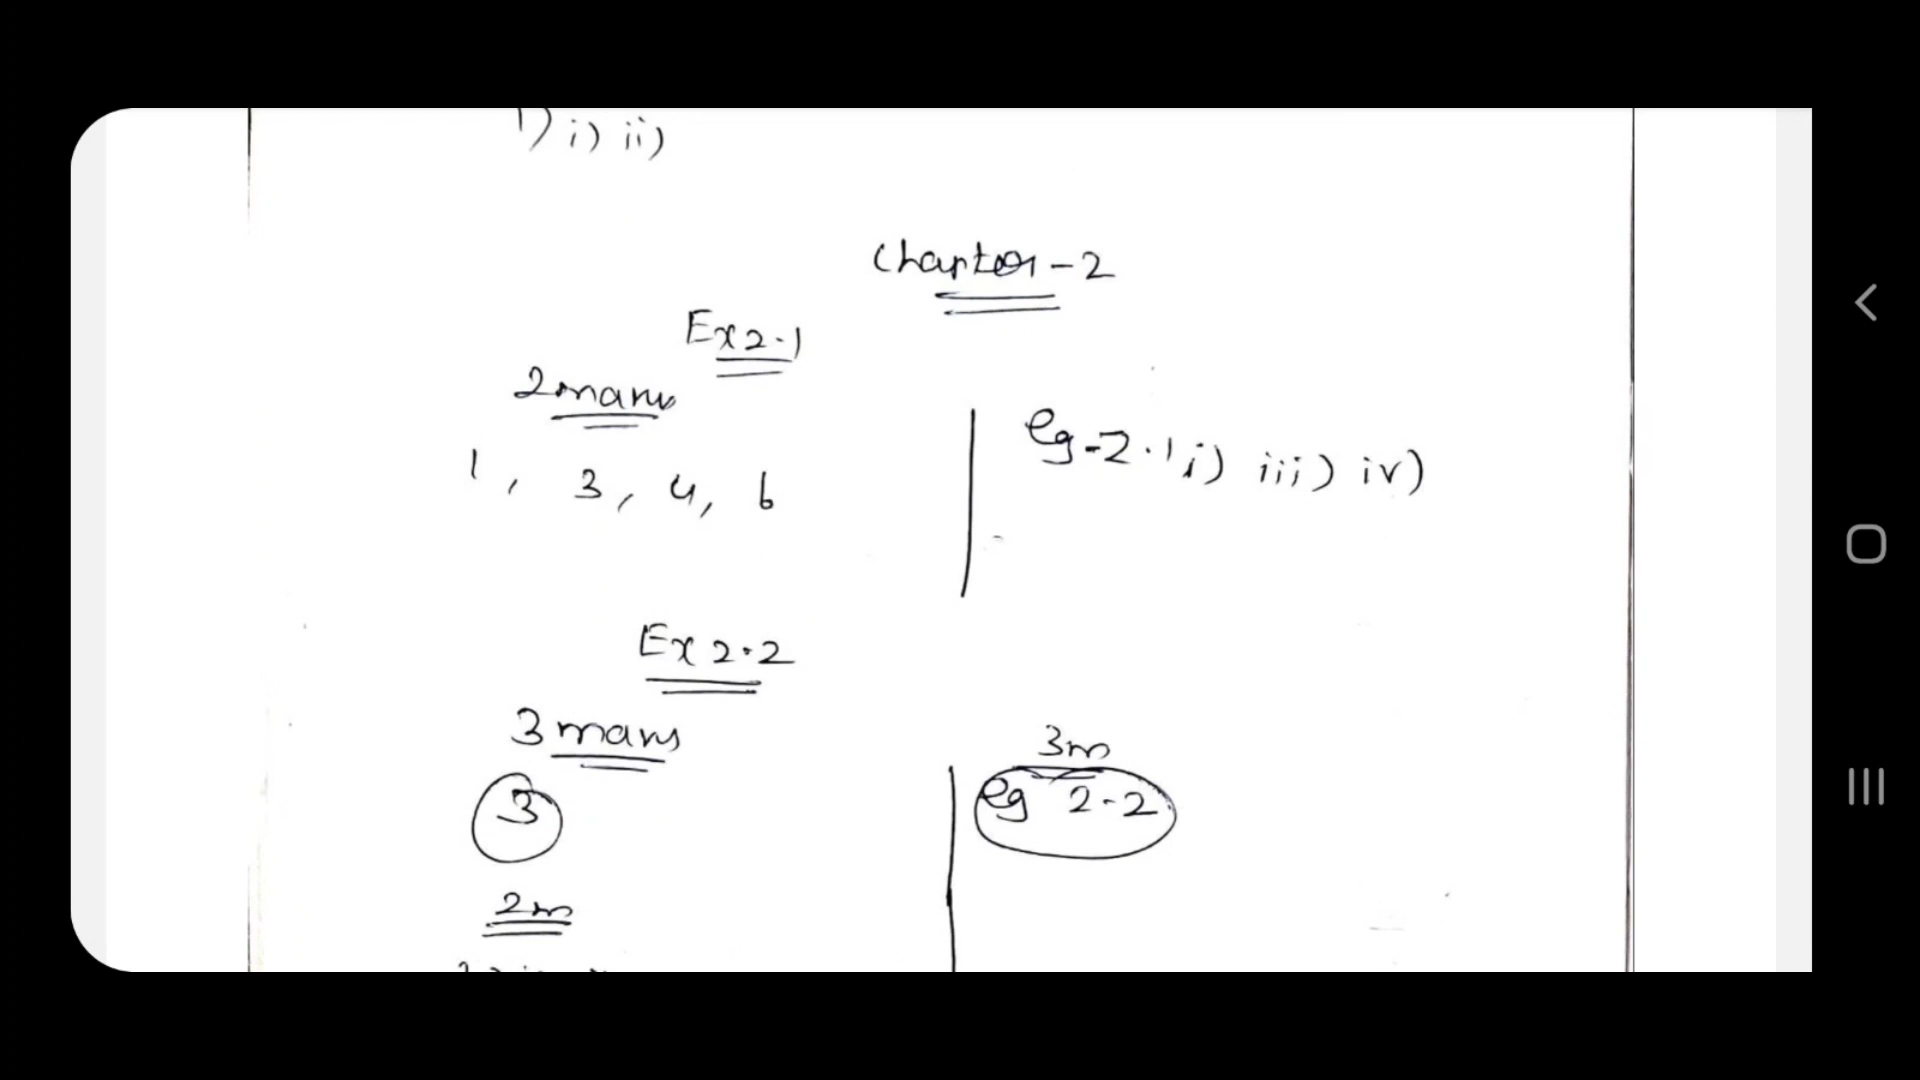 1) i) ii)
Chapter-2
Ex 2.1
2 marks
1, 3, 4, 6
eg-2.1 i) iii) iv)
Ex 2.2
3 marks
3
3m
eg 2.2
2m